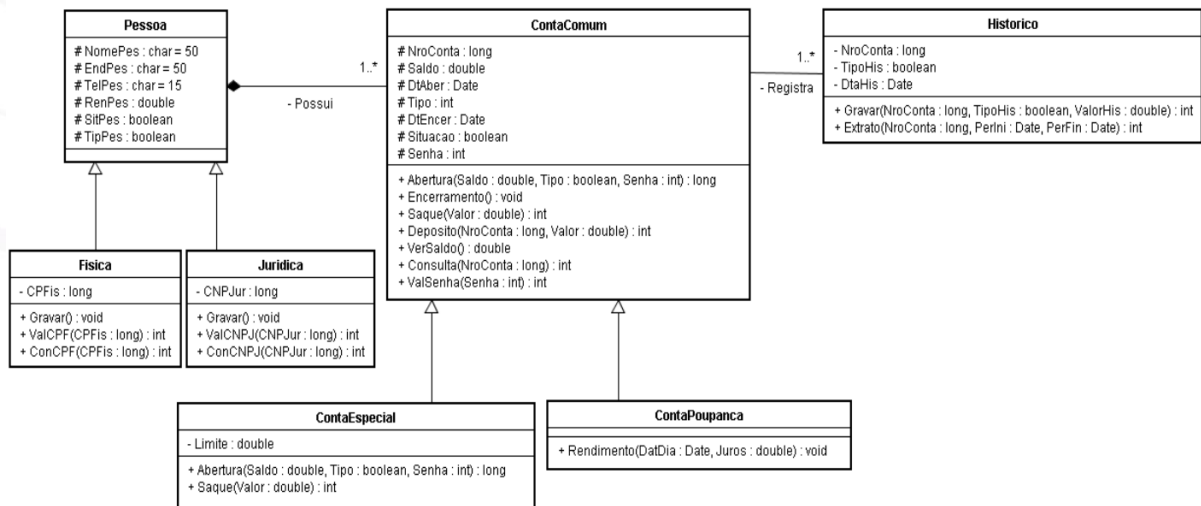 Pessoa
# NomePes : char = 50
# EndPes : char = 50
# TelPes : char = 15
# RenPes : double
# SitPes : boolean
# TipPes : boolean
1..*
- Possui
ContaComum
# NroConta : long
# Saldo : double
# DtAber : Date
# Tipo : int
# DtEncer : Date
# Situacao : boolean
# Senha : int
+ Abertura(Saldo : double, Tipo : boolean, Senha : int) : long
+ Encerramento() : void
+ Saque(Valor : double) : int
+ Deposito(NroConta : long, Valor : double) : int
+ VerSaldo() : double
+ Consulta(NroConta : long) : int
+ ValSenha(Senha : int) : int
1..*
- Registra
Historico
- NroConta : long
- TipoHis : boolean
- DtaHis : Date
+ Gravar(NroConta : long, TipoHis : boolean, ValorHis : double) : int
+ Extrato(NroConta : long, PerIni : Date, PerFin : Date) : int
Fisica
- CPFis : long
+ Gravar() : void
+ ValCPF(CPFis : long) : int
+ ConCPF(CPFis : long) : int
Juridica
- CNPJur : long
+ Gravar() : void
+ ValCNPJ(CNPJur : long) : int
+ ConCNPJ(CNPJur : long) : int
ContaEspecial
- Limite : double
+ Abertura(Saldo : double, Tipo : boolean, Senha : int) : long
+ Saque(Valor : double) : int
ContaPoupanca
+ Rendimento(DatDia : Date, Juros : double) : void